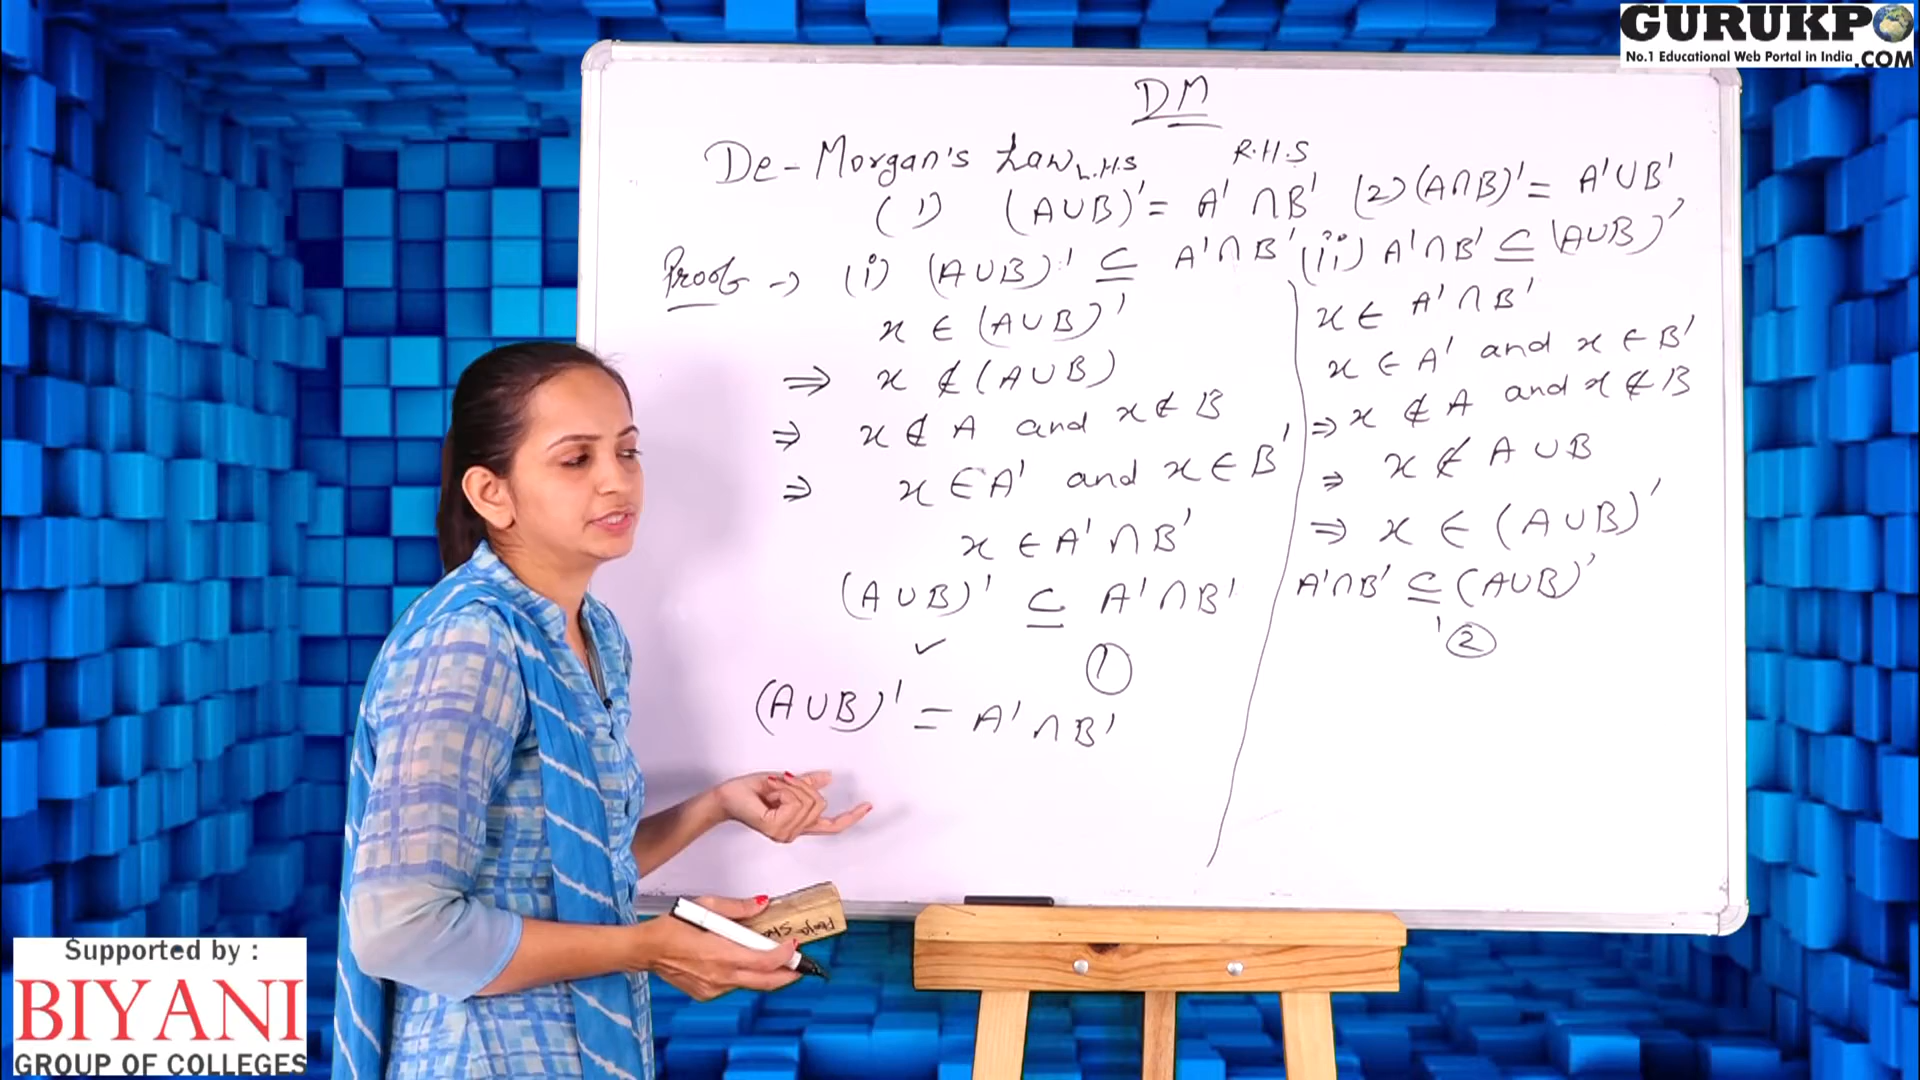 GURUKPO
No.1 Educational Web Portal in India .COM
DM
De-Morgan's Law
L.H.S R.H.S
(1) (A∪B)' = A'∩B' (2) (A∩B)' = A'∪B'
Proof → (i) (A∪B)' ⊆ A'∩B'
x ∈ (A∪B)'
⇒ x ∉ (A∪B)
⇒ x ∉ A and x ∉ B
⇒ x ∈ A' and x ∈ B'
x ∈ A'∩B'
(A∪B)' ⊆ A'∩B'
✓ ①
(A∪B)' = A'∩B'
(ii) A'∩B' ⊆ (A∪B)'
x ∈ A'∩B'
x ∈ A' and x ∈ B'
⇒ x ∉ A and x ∉ B
⇒ x ∉ A∪B
⇒ x ∈ (A∪B)'
A'∩B' ⊆ (A∪B)'
②
Supported by :
BIYANI
GROUP OF COLLEGES